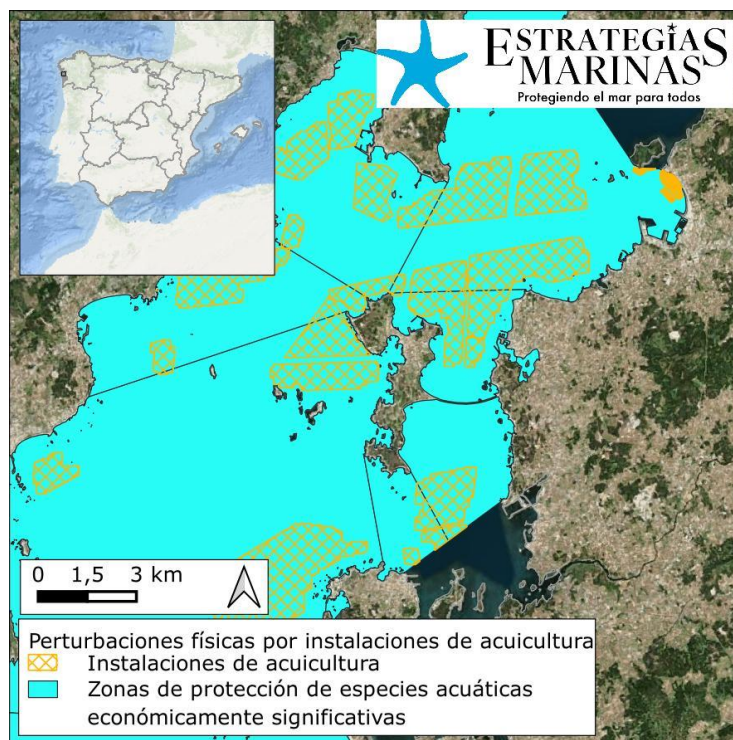 ESTRATEGIAS
MARINAS
Protegiendo el mar para todos
0 1,5 3 km
Perturbaciones físicas por instalaciones de acuicultura
Instalaciones de acuicultura
Zonas de protección de especies acuáticas
económicamente significativas